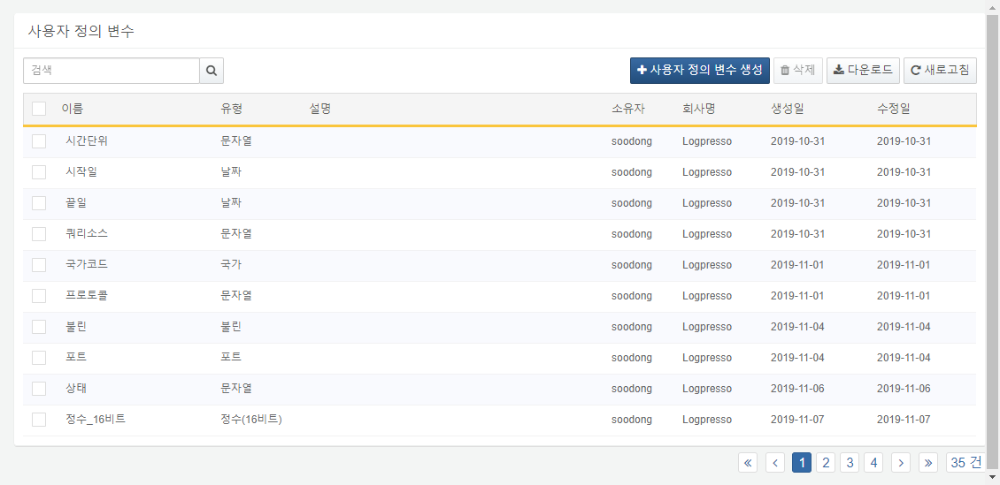 사용자 정의 변수
검색 사용자 정의 변수 생성 삭제 다운로드 새로고침
이름 유형 설명 소유자 회사명 생성일 수정일
시간단위 문자열 soodong Logpresso 2019-10-31 2019-10-31
시작일 날짜 soodong Logpresso 2019-10-31 2019-10-31
끝일 날짜 soodong Logpresso 2019-10-31 2019-10-31
쿼리소스 문자열 soodong Logpresso 2019-10-31 2019-10-31
국가코드 국가 soodong Logpresso 2019-11-01 2019-11-01
프로토콜 문자열 soodong Logpresso 2019-11-01 2019-11-01
불린 불린 soodong Logpresso 2019-11-04 2019-11-04
포트 포트 soodong Logpresso 2019-11-04 2019-11-04
상태 문자열 soodong Logpresso 2019-11-06 2019-11-06
정수_16비트 정수(16비트) soodong Logpresso 2019-11-07 2019-11-07
« ‹ 1 2 3 4 › » 35 건